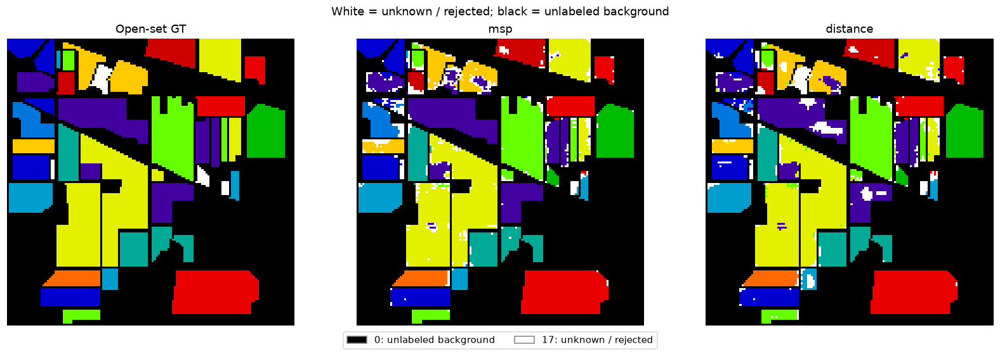 White = unknown / rejected; black = unlabeled background
Open-set GT
msp
distance
0: unlabeled background
17: unknown / rejected